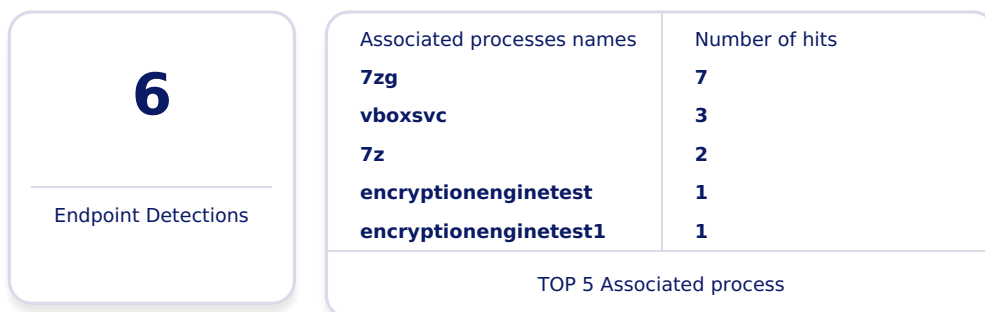 6
Endpoint Detections
Associated processes names Number of hits
7zg 7
vboxsvc 3
7z 2
encryptionenginetest 1
encryptionenginetest1 1
TOP 5 Associated process